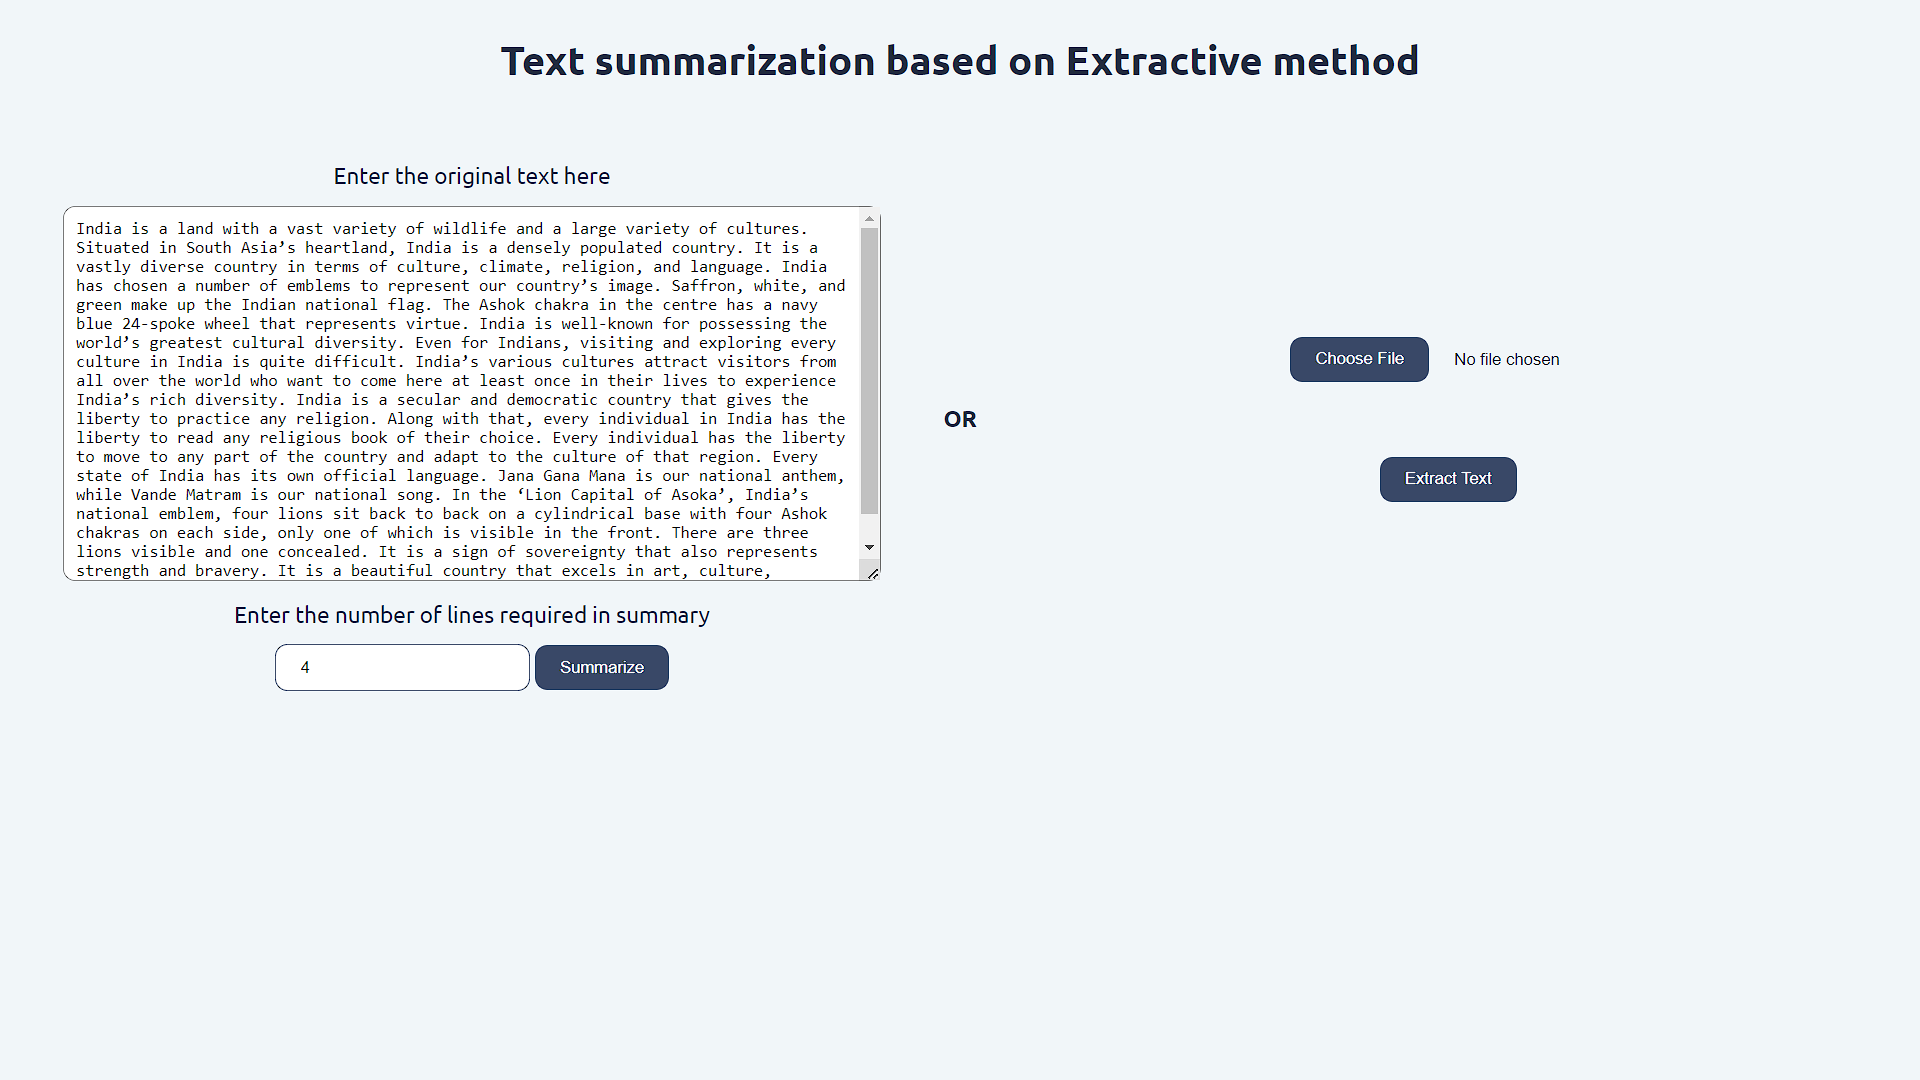 Text summarization based on Extractive method
Enter the original text here
India is a land with a vast variety of wildlife and a large variety of cultures.
Situated in South Asia’s heartland, India is a densely populated country. It is a
vastly diverse country in terms of culture, climate, religion, and language. India
has chosen a number of emblems to represent our country’s image. Saffron, white, and
green make up the Indian national flag. The Ashok chakra in the centre has a navy
blue 24-spoke wheel that represents virtue. India is well-known for possessing the
world’s greatest cultural diversity. Even for Indians, visiting and exploring every
culture in India is quite difficult. India’s various cultures attract visitors from
all over the world who want to come here at least once in their lives to experience
India’s rich diversity. India is a secular and democratic country that gives the
liberty to practice any religion. Along with that, every individual in India has the
liberty to read any religious book of their choice. Every individual has the liberty
to move to any part of the country and adapt to the culture of that region. Every
state of India has its own official language. Jana Gana Mana is our national anthem,
while Vande Matram is our national song. In the ‘Lion Capital of Asoka’, India’s
national emblem, four lions sit back to back on a cylindrical base with four Ashok
chakras on each side, only one of which is visible in the front. There are three
lions visible and one concealed. It is a sign of sovereignty that also represents
strength and bravery. It is a beautiful country that excels in art, culture,
Enter the number of lines required in summary
4
Summarize
OR
Choose File
No file chosen
Extract Text